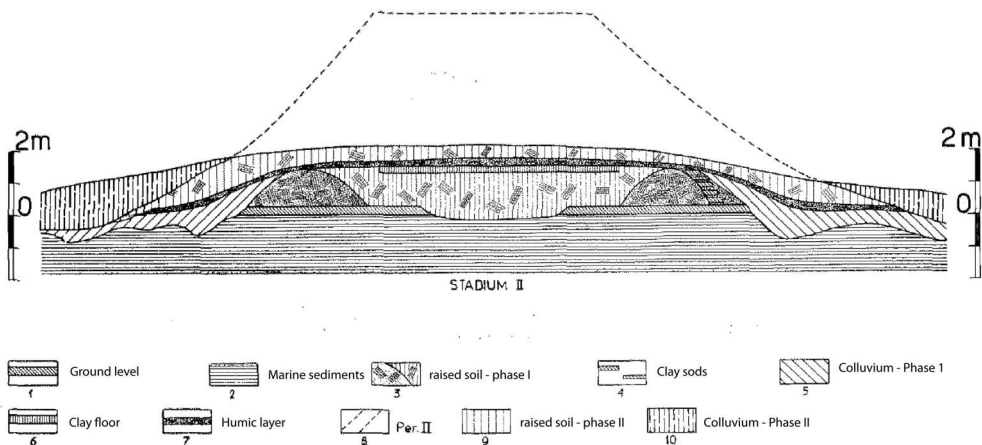 2m 2m
0 0
STADIUM II
Ground level Marine sediments raised soil - phase I Clay sods Colluvium - Phase 1
1 2 3 4 5
Clay floor Humic layer Per. II raised soil - phase II Colluvium - Phase II
6 7 8 9 10